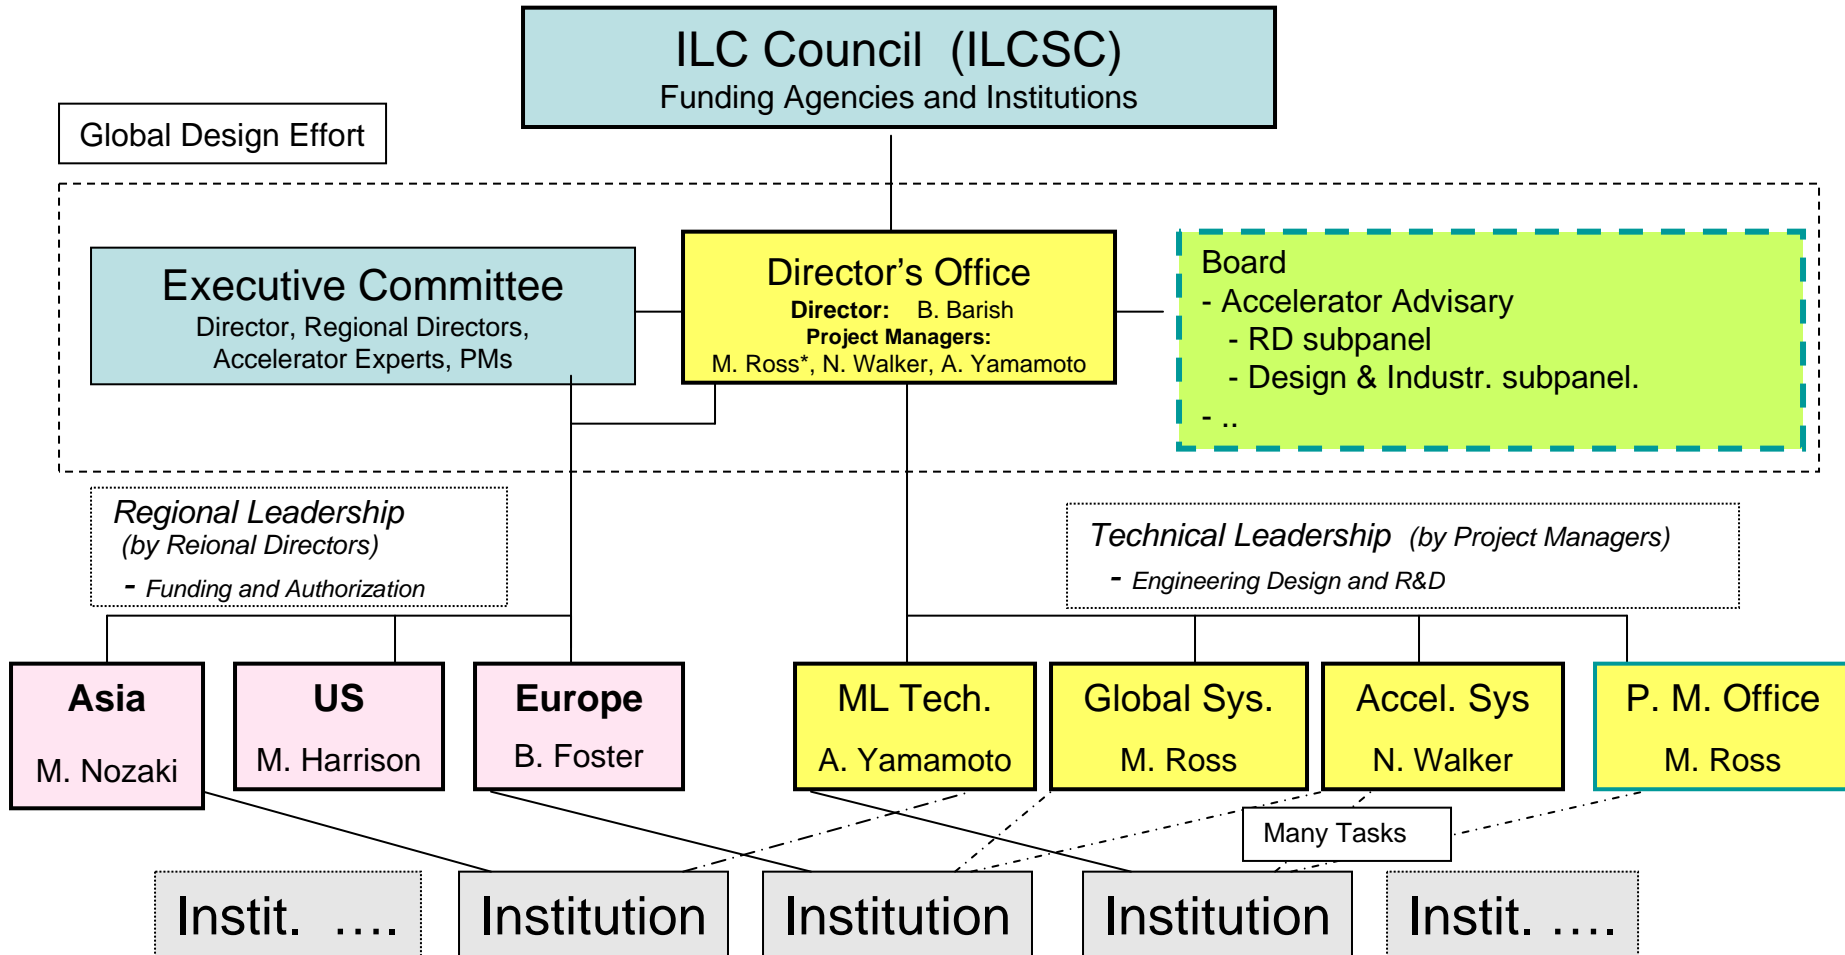 ILC Council (ILCSC)
Funding Agencies and Institutions
Global Design Effort
Executive Committee
Director, Regional Directors,
Accelerator Experts, PMs
Director’s Office
Director: B. Barish
Project Managers:
M. Ross*, N. Walker, A. Yamamoto
Board
- Accelerator Advisary
- RD subpanel
- Design & Industr. subpanel.
- ..
Regional Leadership
(by Reional Directors)
- Funding and Authorization
Technical Leadership (by Project Managers)
- Engineering Design and R&D
Asia
M. Nozaki
US
M. Harrison
Europe
B. Foster
ML Tech.
A. Yamamoto
Global Sys.
M. Ross
Accel. Sys
N. Walker
P. M. Office
M. Ross
Many Tasks
Instit. ....
Institution
Institution
Institution
Instit. ....